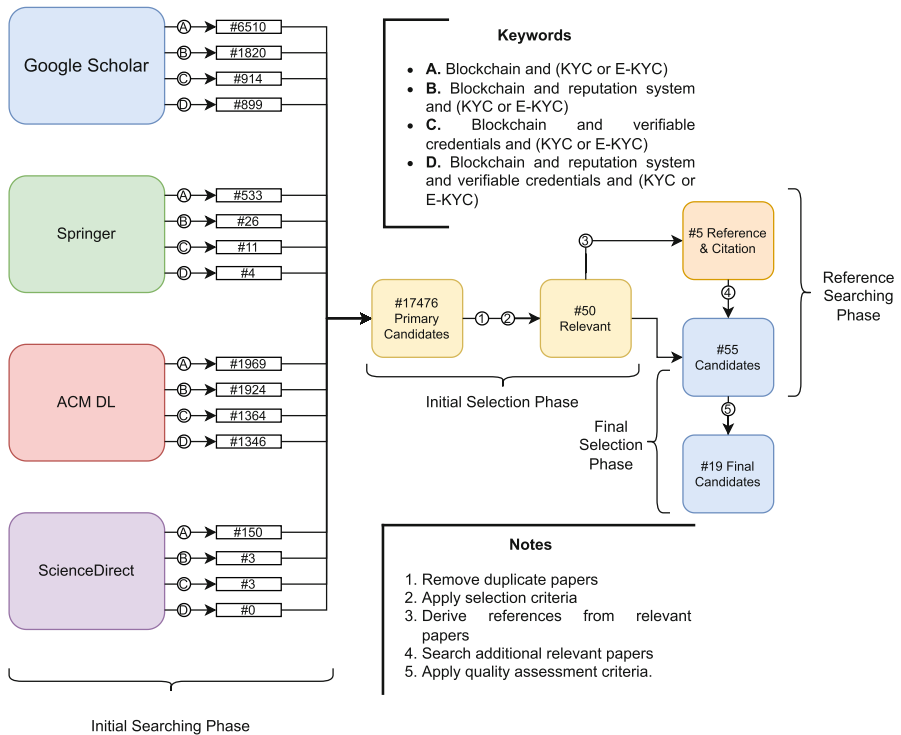 Google Scholar
A #6510
B #1820
C #914
D #899
Springer
A #533
B #26
C #11
D #4
ACM DL
A #1969
B #1924
C #1364
D #1346
ScienceDirect
A #150
B #3
C #3
D #0
Initial Searching Phase
Keywords
• A. Blockchain and (KYC or E-KYC)
• B. Blockchain and reputation system
and (KYC or E-KYC)
• C. Blockchain and verifiable
credentials and (KYC or E-KYC)
• D. Blockchain and reputation system
and verifiable credentials and (KYC or
E-KYC)
#17476
Primary
Candidates
1
2
#50
Relevant
Initial Selection Phase
3
#5 Reference
& Citation
4
#55
Candidates
5
#19 Final
Candidates
Reference
Searching
Phase
Final
Selection
Phase
Notes
1. Remove duplicate papers
2. Apply selection criteria
3. Derive references from relevant
papers
4. Search additional relevant papers
5. Apply quality assessment criteria.